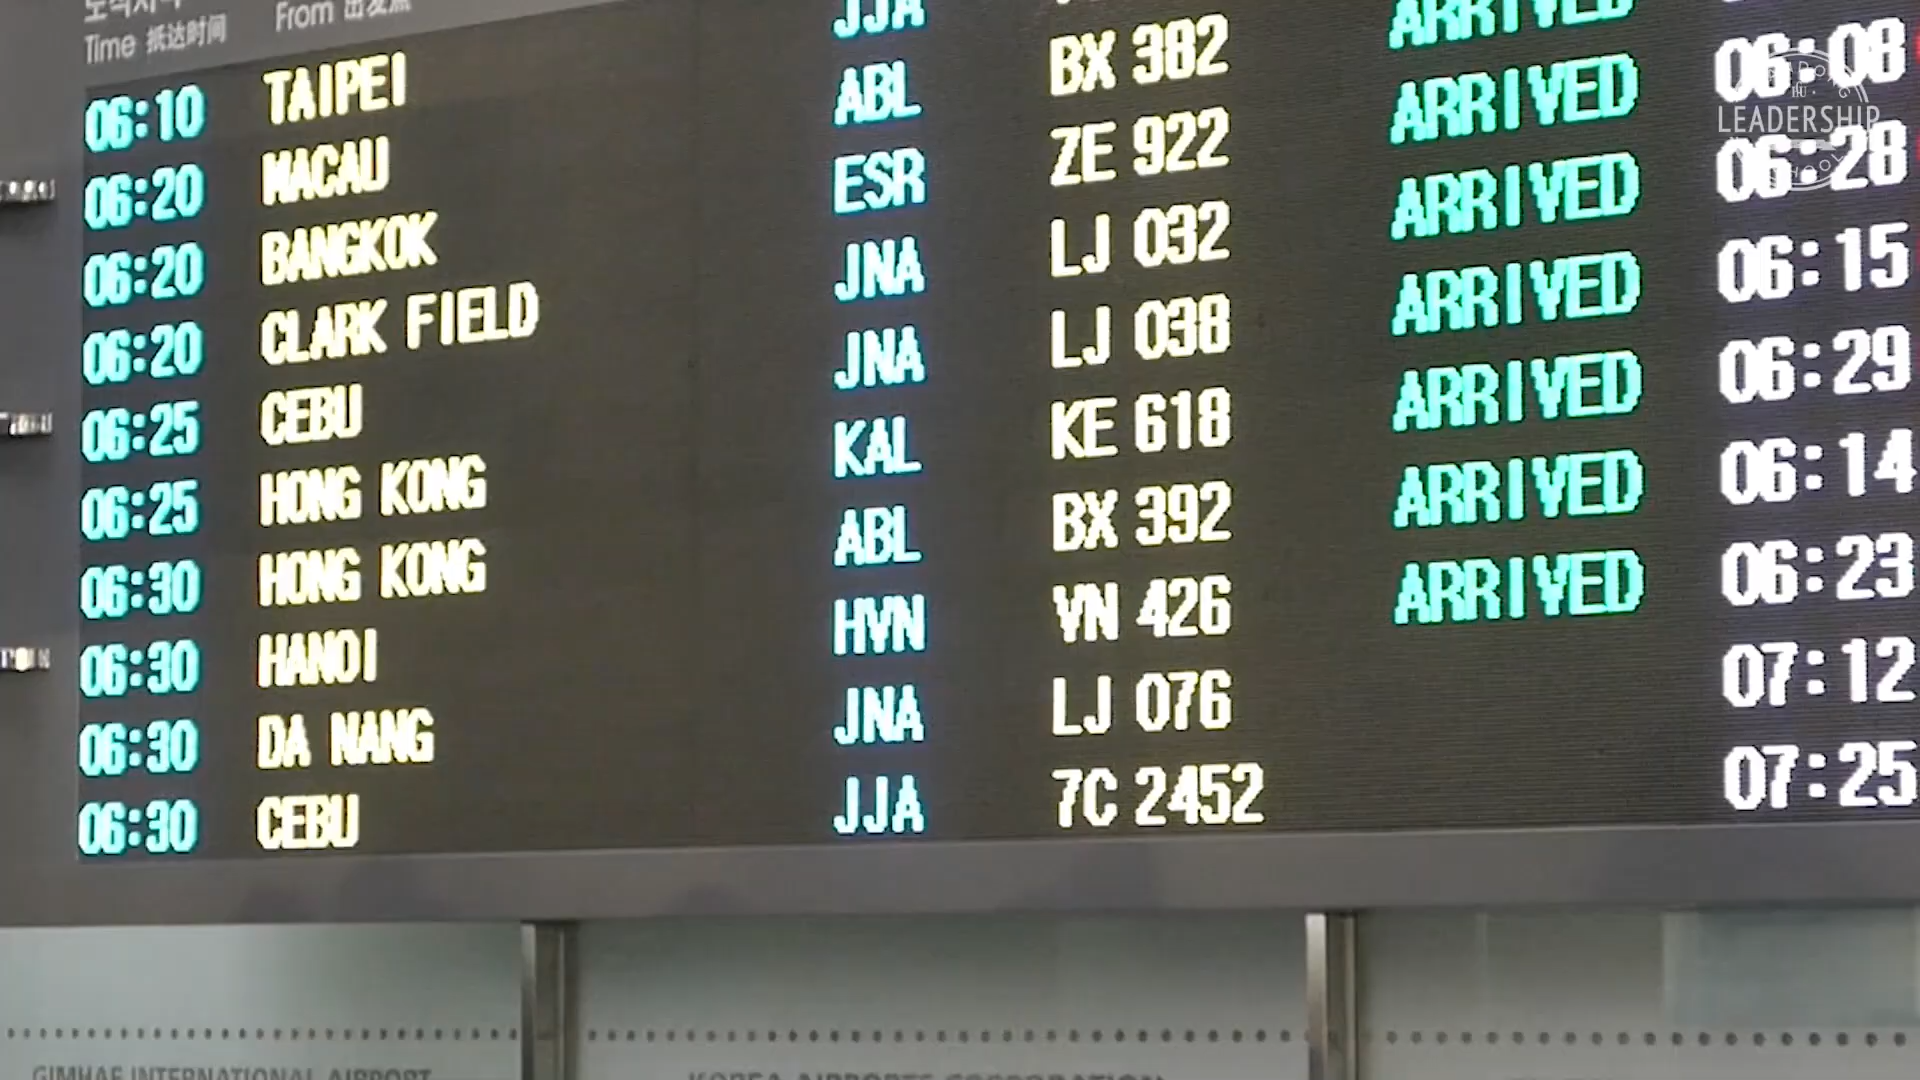 Time 抵达时间 From 出发点
06:10 TAIPEI JJA
06:20 MACAU ABL BX 382 ARRIVED
06:20 BANGKOK ESR ZE 922 ARRIVED 06:08
06:20 CLARK FIELD JNA LJ 032 ARRIVED 06:28
06:25 CEBU JNA LJ 038 ARRIVED 06:15
06:25 HONG KONG KAL KE 618 ARRIVED 06:29
06:30 HONG KONG ABL BX 392 ARRIVED 06:14
06:30 HANOI HVN VN 426 ARRIVED 06:23
06:30 DA NANG JNA LJ 076 07:12
06:30 CEBU JJA 7C 2452 07:25
LEADERSHIP
GIMHAE INTERNATIONAL AIRPORT
KOREA AIRPORTS CORPORATION